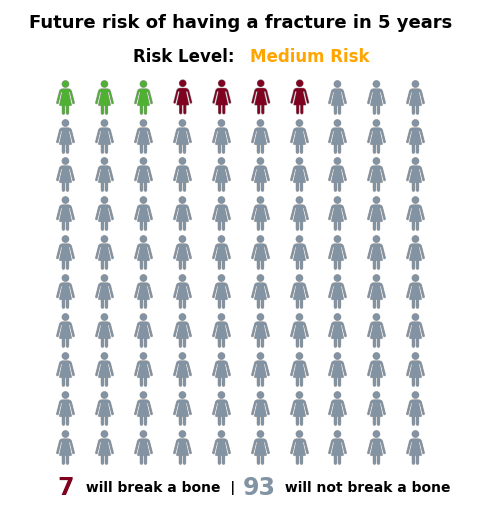 Future risk of having a fracture in 5 years
Risk Level: Medium Risk
7 will break a bone | 93 will not break a bone